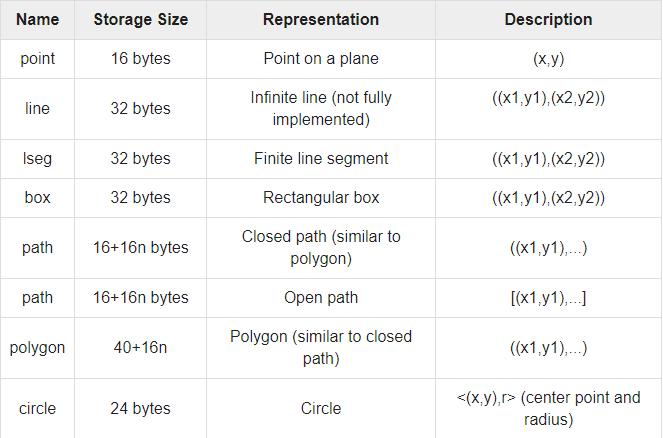 Name Storage Size Representation Description
point 16 bytes Point on a plane (x,y)
line 32 bytes Infinite line (not fully implemented) ((x1,y1),(x2,y2))
lseg 32 bytes Finite line segment ((x1,y1),(x2,y2))
box 32 bytes Rectangular box ((x1,y1),(x2,y2))
path 16+16n bytes Closed path (similar to polygon) ((x1,y1),...)
path 16+16n bytes Open path [(x1,y1),...]
polygon 40+16n Polygon (similar to closed path) ((x1,y1),...)
circle 24 bytes Circle <(x,y),r> (center point and radius)